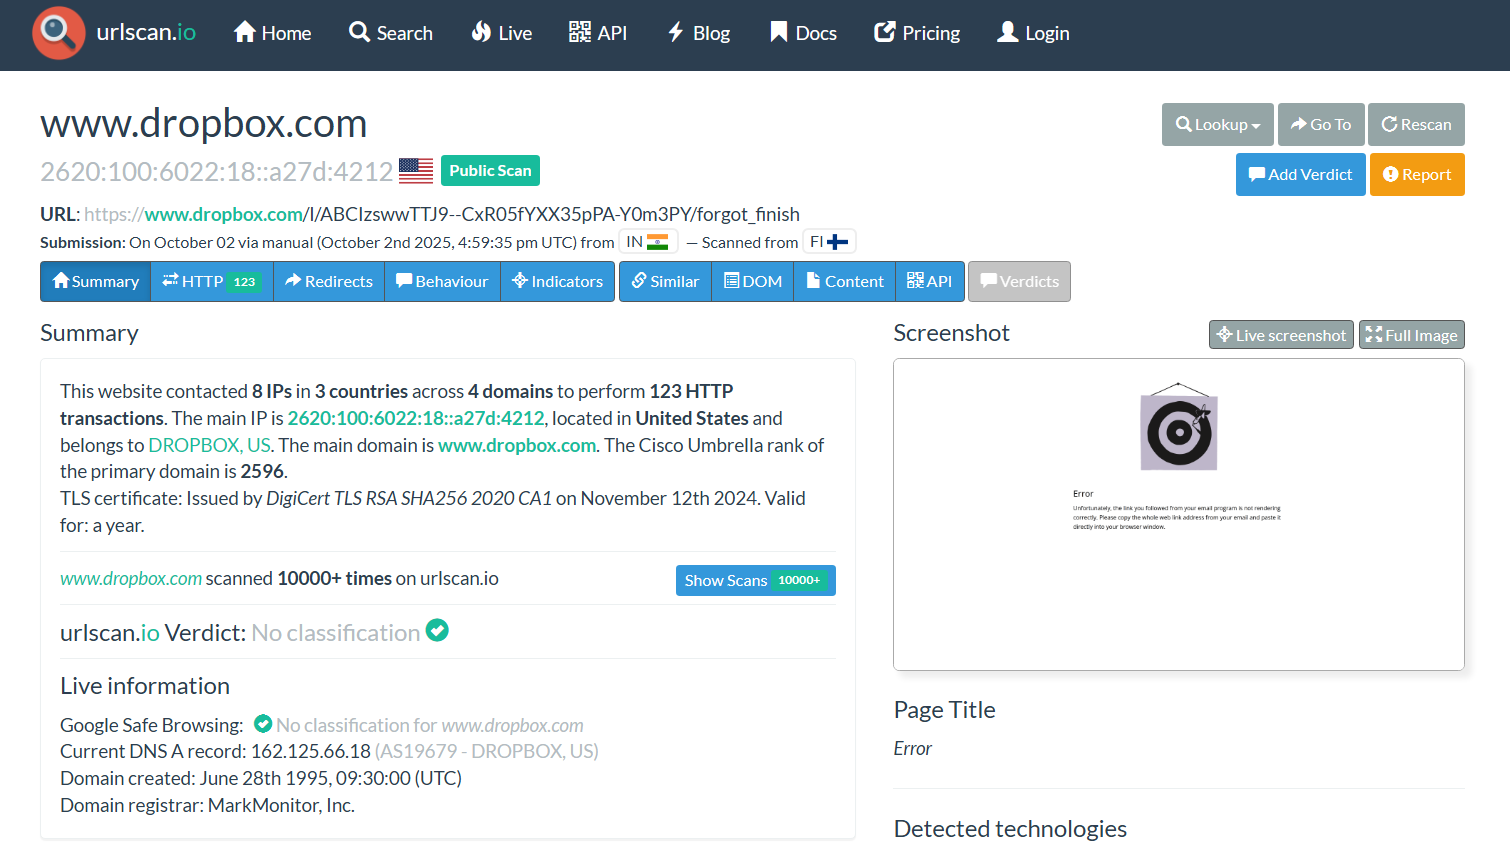 urlscan.io Home Search Live API Blog Docs Pricing Login
www.dropbox.com
Lookup Go To Rescan
2620:100:6022:18::a27d:4212 Public Scan
Add Verdict Report
URL: https://www.dropbox.com/l/ABCIzswwTTJ9--CxR05fYXX35pPA-Y0m3PY/forgot_finish
Submission: On October 02 via manual (October 2nd 2025, 4:59:35 pm UTC) from IN — Scanned from FI
Summary HTTP 123 Redirects Behaviour Indicators Similar DOM Content API Verdicts
Summary
This website contacted 8 IPs in 3 countries across 4 domains to perform 123 HTTP
transactions. The main IP is 2620:100:6022:18::a27d:4212, located in United States and
belongs to DROPBOX, US. The main domain is www.dropbox.com. The Cisco Umbrella rank of
the primary domain is 2596.
TLS certificate: Issued by DigiCert TLS RSA SHA256 2020 CA1 on November 12th 2024. Valid
for: a year.
www.dropbox.com scanned 10000+ times on urlscan.io
Show Scans 10000+
urlscan.io Verdict: No classification
Live information
Google Safe Browsing: No classification for www.dropbox.com
Current DNS A record: 162.125.66.18 (AS19679 - DROPBOX, US)
Domain created: June 28th 1995, 09:30:00 (UTC)
Domain registrar: MarkMonitor, Inc.
Screenshot
Live screenshot Full Image
Error
Unfortunately, the link you followed from your email program is not rendering
correctly. Please copy the whole web link address from your email and paste it
directly into your browser window.
Page Title
Error
Detected technologies